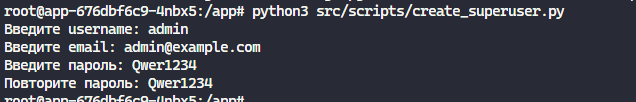 root@app-676dbf6c9-4nbx5:/app# python3 src/scripts/create_superuser.py
Введите username: admin
Введите email: admin@example.com
Введите пароль: Qwer1234
Повторите пароль: Qwer1234
root@app-676dbf6c9-4nbx5:/app#